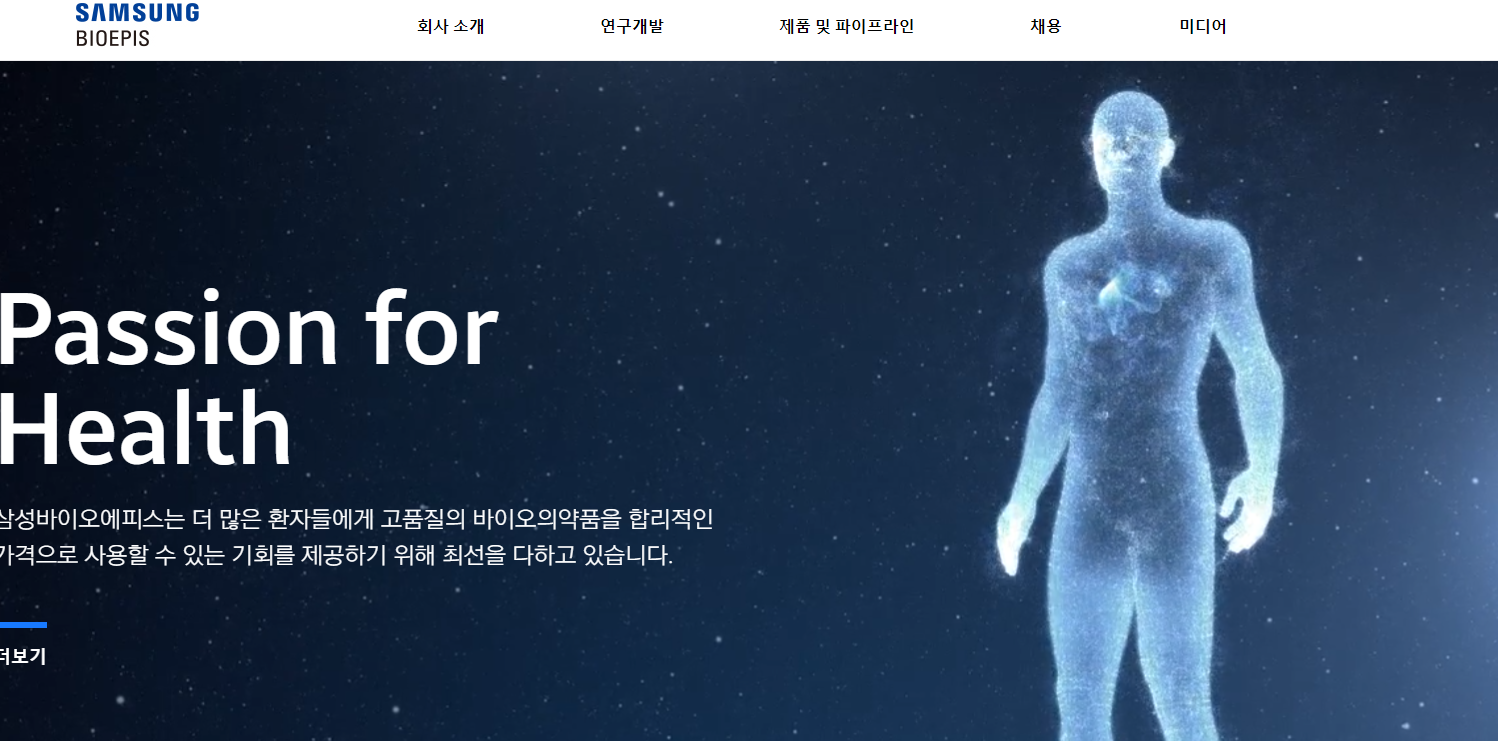 SAMSUNG
BIOEPIS
회사 소개 연구개발 제품 및 파이프라인 채용 미디어
Passion for
Health
삼성바이오에피스는 더 많은 환자들에게 고품질의 바이오의약품을 합리적인
가격으로 사용할 수 있는 기회를 제공하기 위해 최선을 다하고 있습니다.
더보기